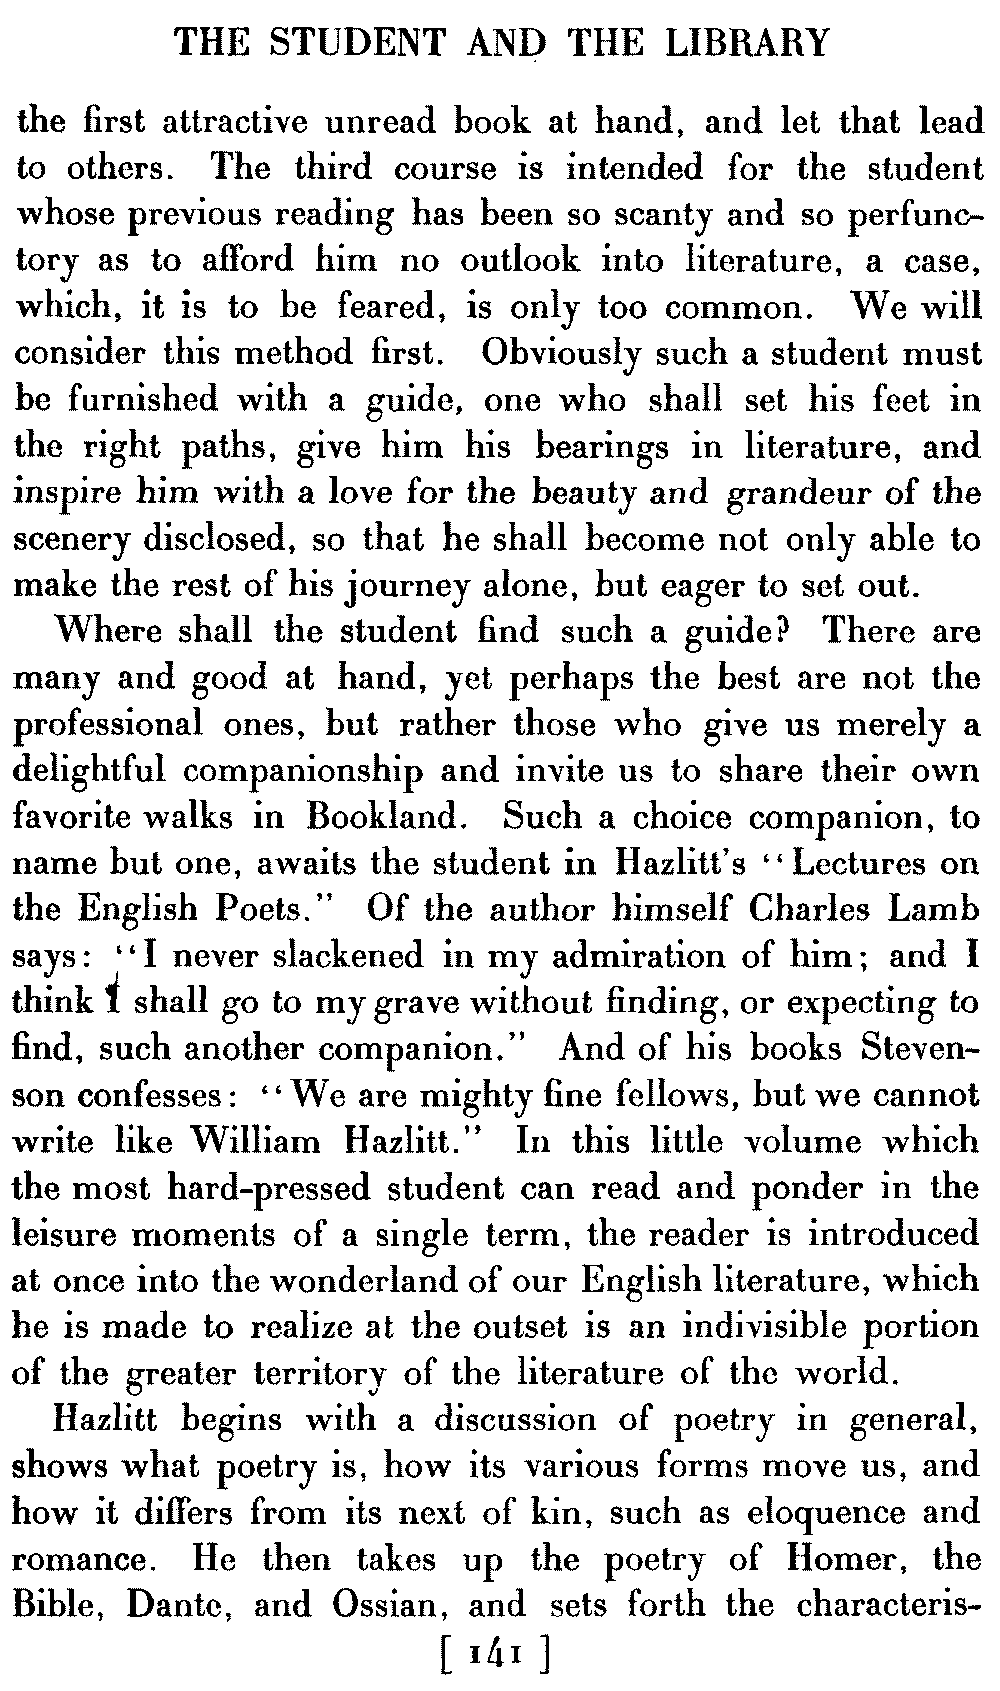 THE STUDENT AND THE LIBRARY
the first attractive unread book at hand, and let that lead
to others. The third course is intended for the student
whose previous reading has been so scanty and so perfunc-
tory as to afford him no outlook into literature, a case,
which, it is to be feared, is only too common. We will
consider this method first. Obviously such a student must
be furnished with a guide, one who shall set his feet in
the right paths, give him his bearings in literature, and
inspire him with a love for the beauty and grandeur of the
scenery disclosed, so that he shall become not only able to
make the rest of his journey alone, but eager to set out.
Where shall the student find such a guide? There are
many and good at hand, yet perhaps the best are not the
professional ones, but rather those who give us merely a
delightful companionship and invite us to share their own
favorite walks in Bookland. Such a choice companion, to
name but one, awaits the student in Hazlitt's "Lectures on
the English Poets." Of the author himself Charles Lamb
says: "I never slackened in my admiration of him; and I
think I shall go to my grave without finding, or expecting to
find, such another companion." And of his books Steven-
son confesses: "We are mighty fine fellows, but we cannot
write like William Hazlitt." In this little volume which
the most hard-pressed student can read and ponder in the
leisure moments of a single term, the reader is introduced
at once into the wonderland of our English literature, which
he is made to realize at the outset is an indivisible portion
of the greater territory of the literature of the world.
Hazlitt begins with a discussion of poetry in general,
shows what poetry is, how its various forms move us, and
how it differs from its next of kin, such as eloquence and
romance. He then takes up the poetry of Homer, the
Bible, Dante, and Ossian, and sets forth the characteris-
[ 141 ]